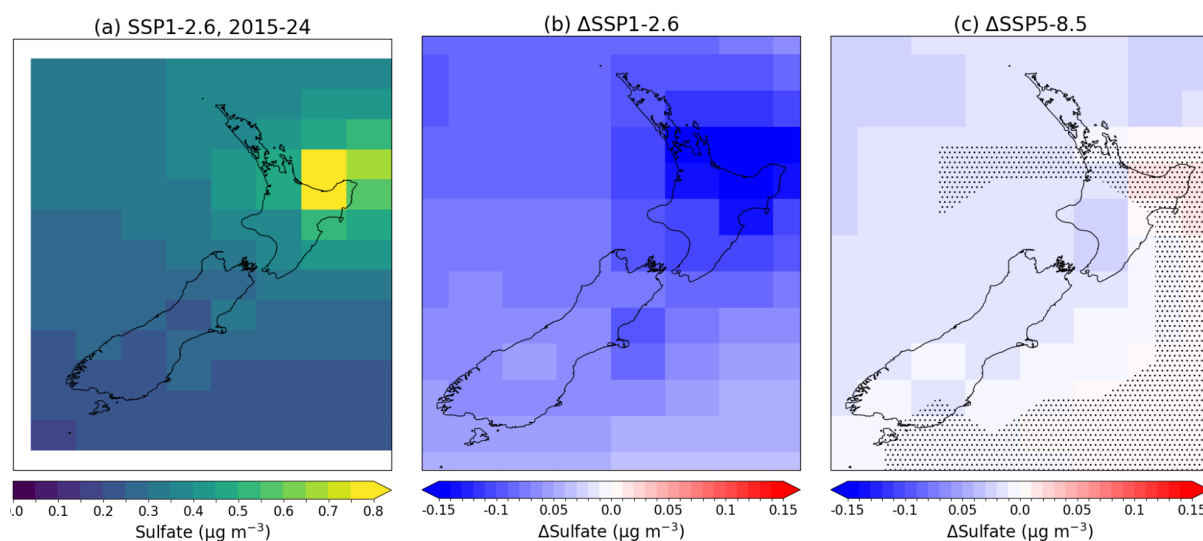 (a) SSP1-2.6, 2015-24 (b) ΔSSP1-2.6 (c) ΔSSP5-8.5
0.1 0.2 0.3 0.4 0.5 0.6 0.7 0.8 -0.15 -0.1 -0.05 0.0 0.05 0.1 0.15 -0.15 -0.1 -0.05 0.0 0.05 0.1 0.15
Sulfate (μg m⁻³) ΔSulfate (μg m⁻³) ΔSulfate (μg m⁻³)